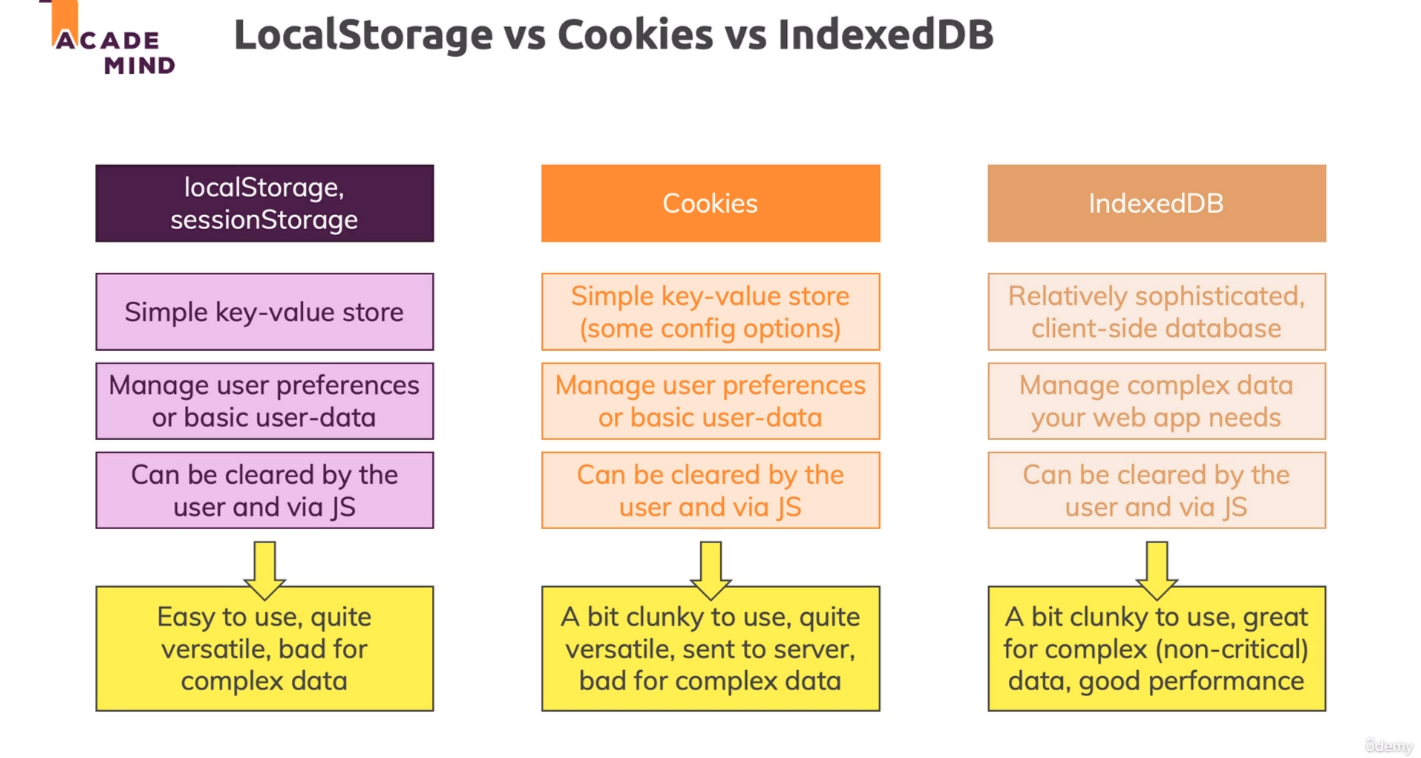 ACADE
MIND
LocalStorage vs Cookies vs IndexedDB
localStorage,
sessionStorage
Simple key-value store
Manage user preferences
or basic user-data
Can be cleared by the
user and via JS
Easy to use, quite
versatile, bad for
complex data
Cookies
Simple key-value store
(some config options)
Manage user preferences
or basic user-data
Can be cleared by the
user and via JS
A bit clunky to use, quite
versatile, sent to server,
bad for complex data
IndexedDB
Relatively sophisticated,
client-side database
Manage complex data
your web app needs
Can be cleared by the
user and via JS
A bit clunky to use, great
for complex (non-critical)
data, good performance
ûdemy